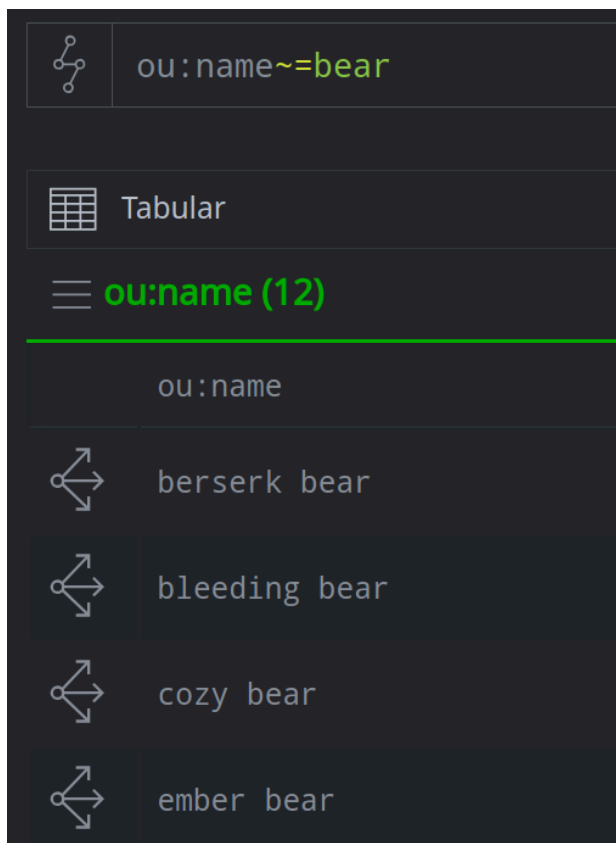 ou:name~=bear
Tabular
ou:name (12)
ou:name
berserk bear
bleeding bear
cozy bear
ember bear